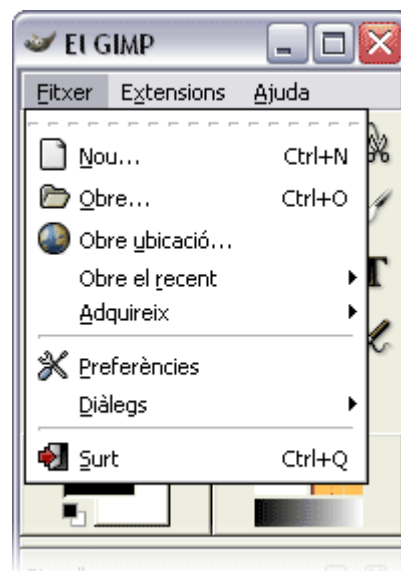 El GIMP
Fitxer Extensions Ajuda
Nou... Ctrl+N
Obre... Ctrl+O
Obre ubicació...
Obre el recent
Adquireix
Preferències
Diàlegs
Surt Ctrl+Q